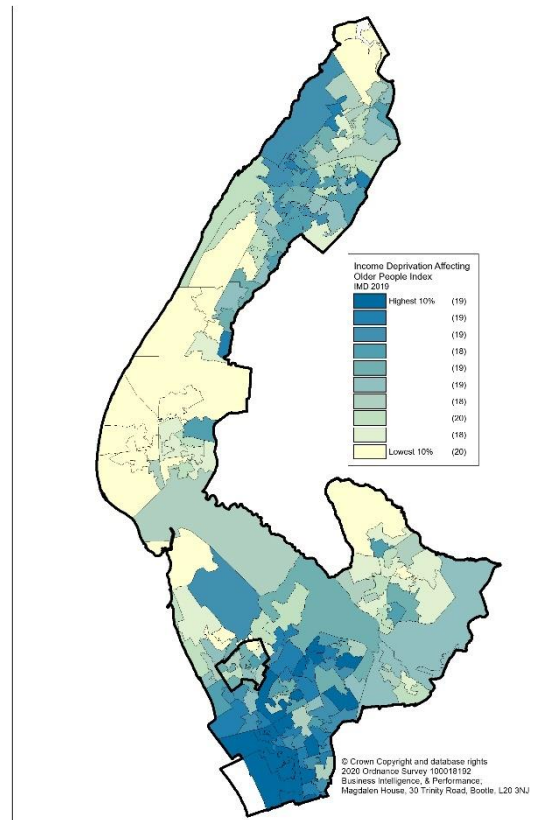 Income Deprivation Affecting
Older People Index
IMD 2019
Highest 10% (19)
(19)
(19)
(18)
(19)
(19)
(18)
(20)
(18)
Lowest 10% (20)
© Crown Copyright and database rights
2020 Ordnance Survey 100018192
Business Intelligence, & Performance,
Magdalen House, 30 Trinity Road, Bootle, L20 3NJ